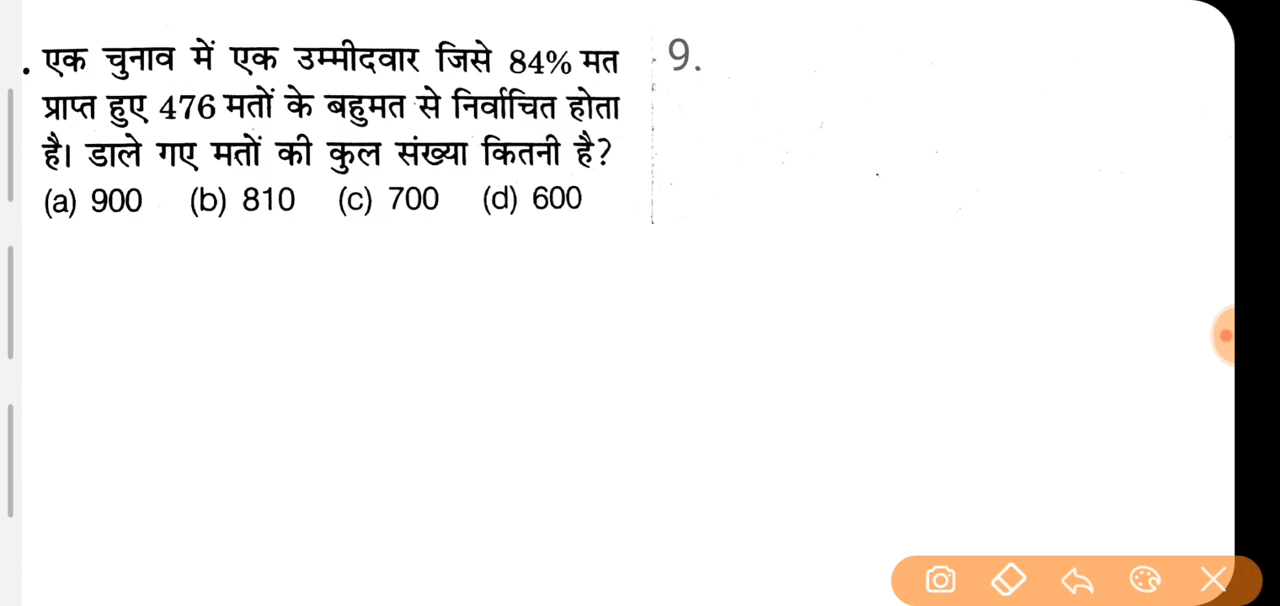 . एक चुनाव में एक उम्मीदवार जिसे 84% मत
प्राप्त हुए 476 मतों के बहुमत से निर्वाचित होता
है। डाले गए मतों की कुल संख्या कितनी है?
(a) 900 (b) 810 (c) 700 (d) 600
9.